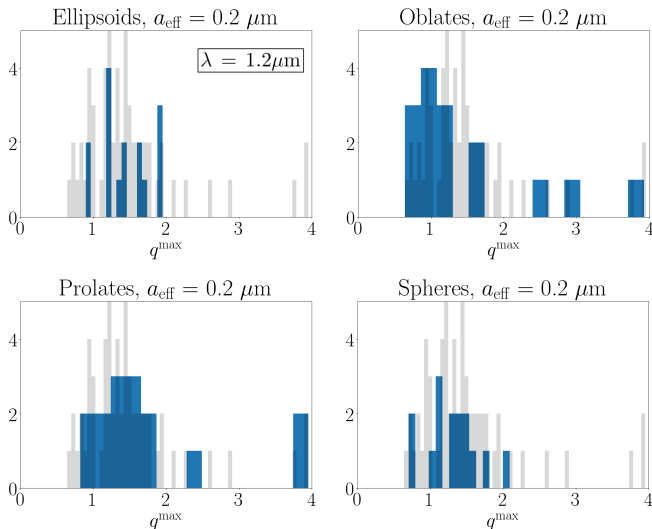 Ellipsoids, a_eff = 0.2 μm
λ = 1.2μm
4
2
0
0 1 2 3 4
q^max
Oblates, a_eff = 0.2 μm
4
2
0
0 1 2 3 4
q^max
Prolates, a_eff = 0.2 μm
4
2
0
0 1 2 3 4
q^max
Spheres, a_eff = 0.2 μm
4
2
0
0 1 2 3 4
q^max